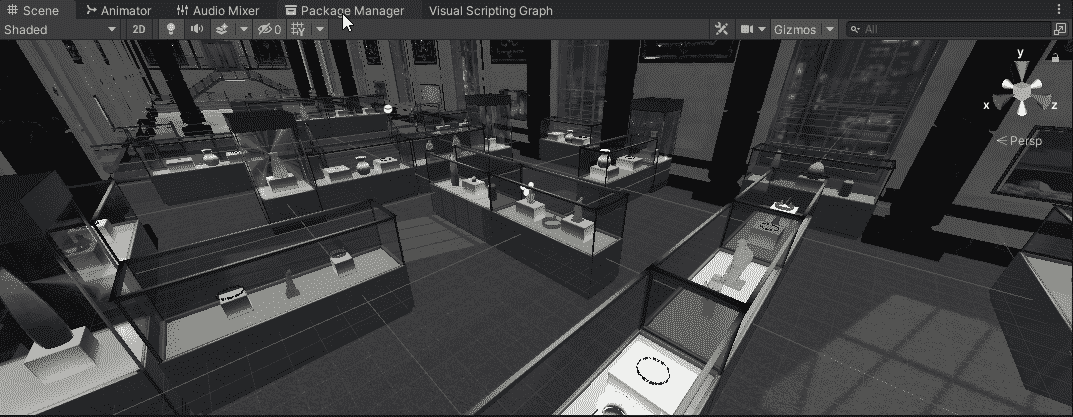 Scene Animator Audio Mixer Package Manager Visual Scripting Graph
Shaded 2D 0 Gizmos All
y
x z
Persp